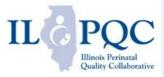 IL PQC
Illinois Perinatal
Quality Collaborative